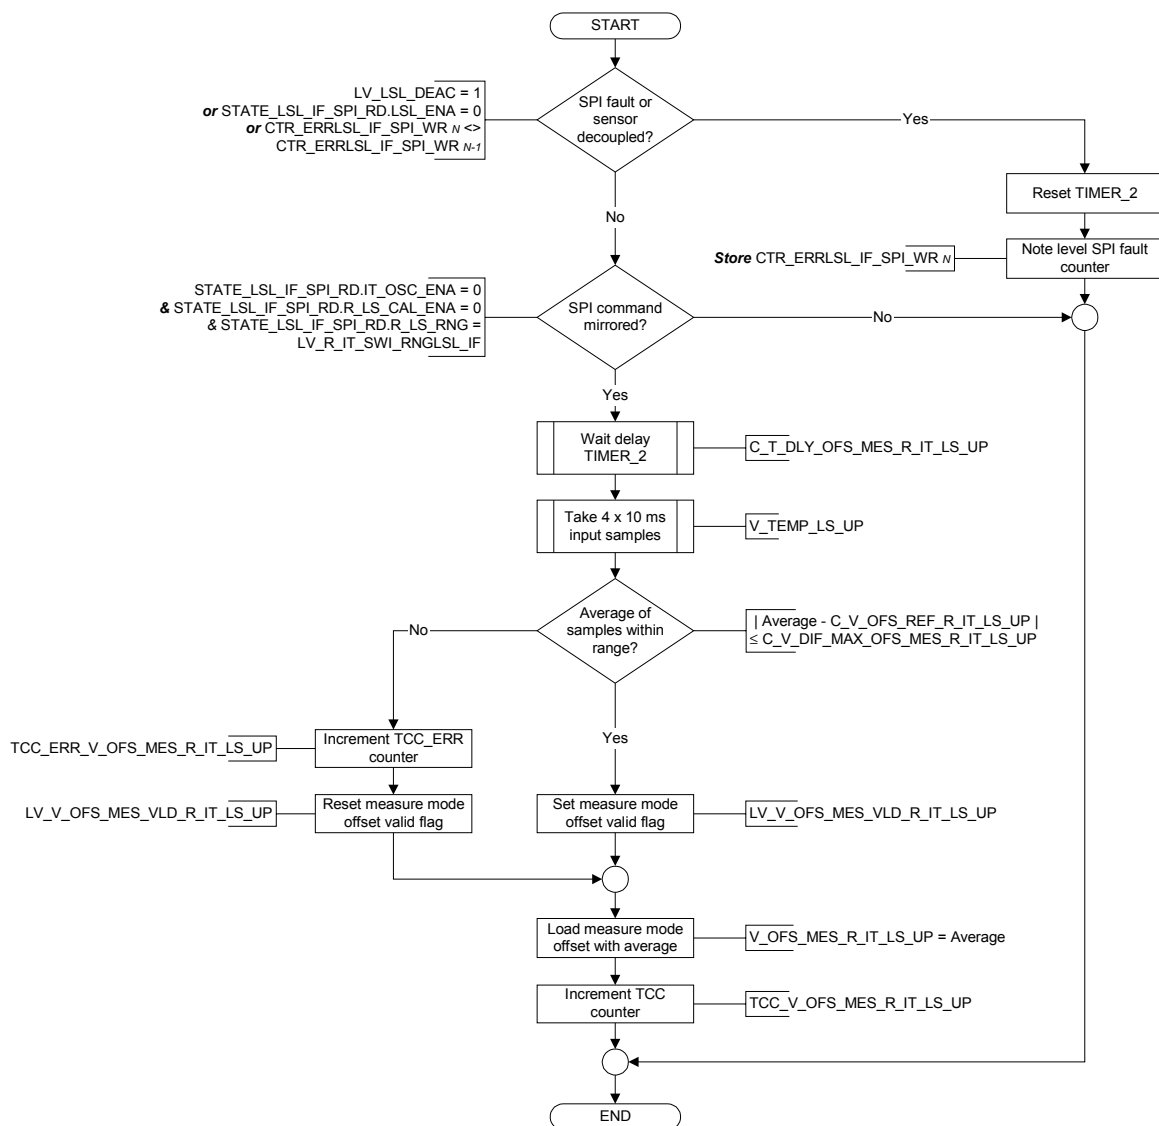 START
LV_LSL_DEAC = 1
or STATE_LSL_IF_SPI_RD.LSL_ENA = 0
or CTR_ERRLSL_IF_SPI_WR N <>
CTR_ERRLSL_IF_SPI_WR N-1
SPI fault or
sensor
decoupled?
Yes
Reset TIMER_2
No
Store CTR_ERRLSL_IF_SPI_WR N
Note level SPI fault
counter
STATE_LSL_IF_SPI_RD.IT_OSC_ENA = 0
& STATE_LSL_IF_SPI_RD.R_LS_CAL_ENA = 0
& STATE_LSL_IF_SPI_RD.R_LS_RNG =
LV_R_IT_SWI_RNGLSL_IF
SPI command
mirrored?
No
Yes
Wait delay
TIMER_2
C_T_DLY_OFS_MES_R_IT_LS_UP
Take 4 x 10 ms
input samples
V_TEMP_LS_UP
No
Average of
samples within
range?
| Average - C_V_OFS_REF_R_IT_LS_UP |
≤ C_V_DIF_MAX_OFS_MES_R_IT_LS_UP
Yes
TCC_ERR_V_OFS_MES_R_IT_LS_UP
Increment TCC_ERR
counter
LV_V_OFS_MES_VLD_R_IT_LS_UP
Reset measure mode
offset valid flag
Set measure mode
offset valid flag
LV_V_OFS_MES_VLD_R_IT_LS_UP
Load measure mode
offset with average
V_OFS_MES_R_IT_LS_UP = Average
Increment TCC
counter
TCC_V_OFS_MES_R_IT_LS_UP
END